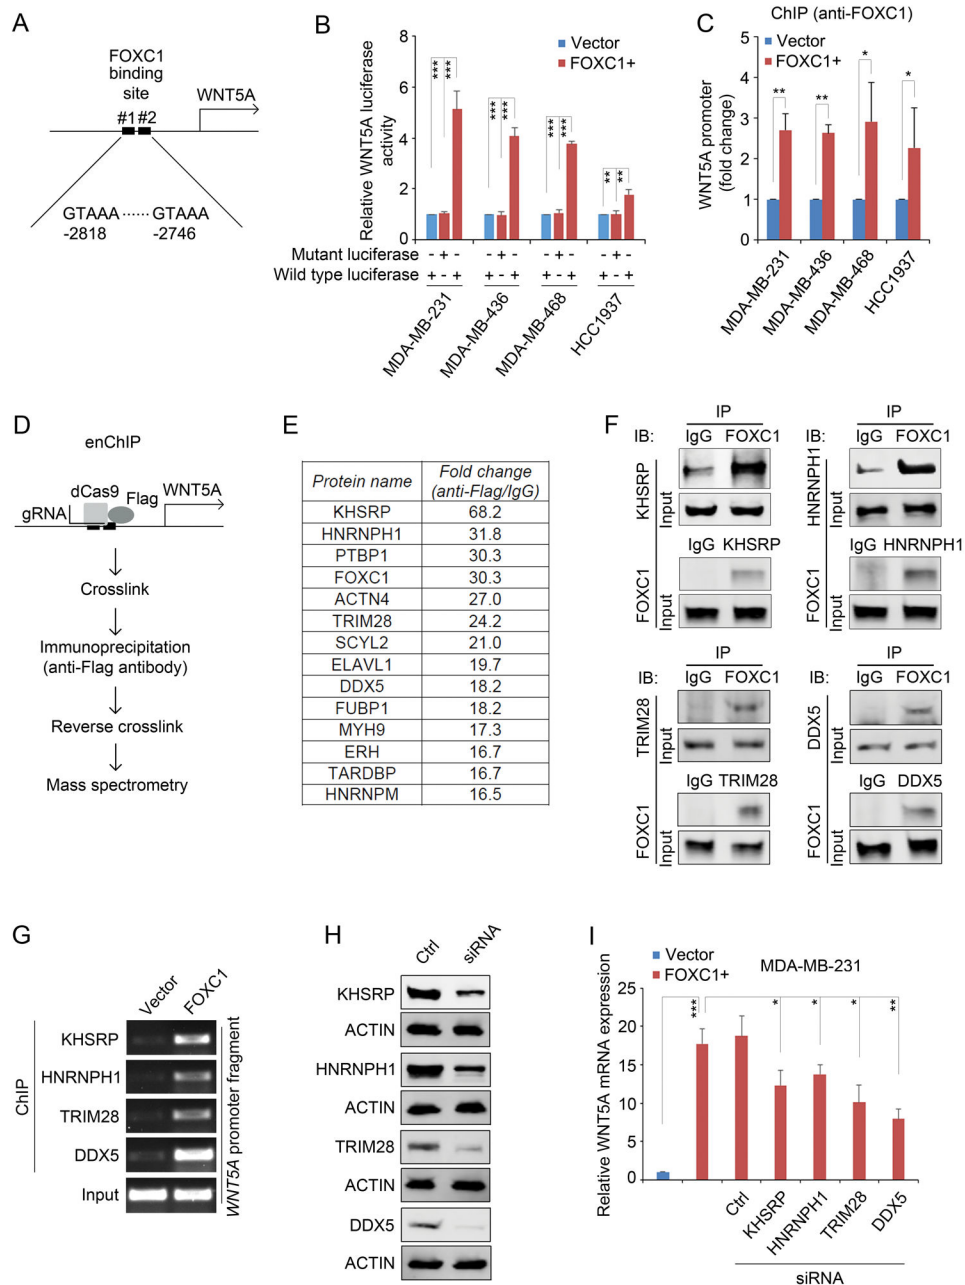 A
FOXC1
binding
site
#1 #2
WNT5A
GTAAA ······ GTAAA
-2818 -2746
B
Relative WNT5A luciferase
activity
8
6
4
2
0
Vector
FOXC1+
*** ***
*** ***
*** ***
** **
Mutant luciferase - + - - + - - + - - + -
Wild type luciferase + - + + - + + - + + - +
MDA-MB-231
MDA-MB-436
MDA-MB-468
HCC1937
C
ChIP (anti-FOXC1)
WNT5A promoter
(fold change)
5
4
3
2
1
0
Vector
FOXC1+
** ** * *
MDA-MB-231
MDA-MB-436
MDA-MB-468
HCC1937
D
enChIP
dCas9
Flag
gRNA
WNT5A
Crosslink
Immunoprecipitation
(anti-Flag antibody)
Reverse crosslink
Mass spectrometry
E
Protein name Fold change
(anti-Flag/IgG)
KHSRP 68.2
HNRNPH1 31.8
PTBP1 30.3
FOXC1 30.3
ACTN4 27.0
TRIM28 24.2
SCYL2 21.0
ELAVL1 19.7
DDX5 18.2
FUBP1 18.2
MYH9 17.3
ERH 16.7
TARDBP 16.7
HNRNPM 16.5
F
IP
IB: IgG FOXC1
KHSRP
Input
IgG KHSRP
FOXC1
Input
IP
IB: IgG FOXC1
HNRNPH1
Input
IgG HNRNPH1
FOXC1
Input
IP
IB: IgG FOXC1
TRIM28
Input
IgG TRIM28
FOXC1
Input
IP
IB: IgG FOXC1
DDX5
Input
IgG DDX5
FOXC1
Input
G
Vector
FOXC1
ChIP
KHSRP
HNRNPH1
TRIM28
DDX5
Input
WNT5A promoter fragment
H
Ctrl
siRNA
KHSRP
ACTIN
HNRNPH1
ACTIN
TRIM28
ACTIN
DDX5
ACTIN
I
Vector
FOXC1+
MDA-MB-231
Relative WNT5A mRNA expression
25
20
15
10
5
0
*** * * * **
Ctrl
KHSRP
HNRNPH1
TRIM28
DDX5
siRNA